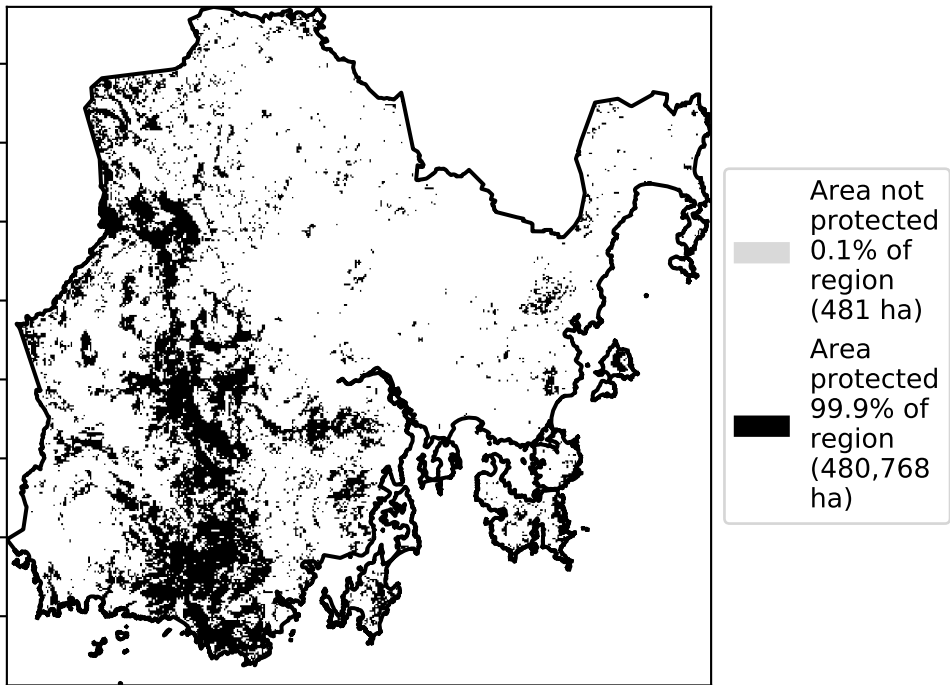 Area not
protected
0.1% of
region
(481 ha)
Area
protected
99.9% of
region
(480,768
ha)